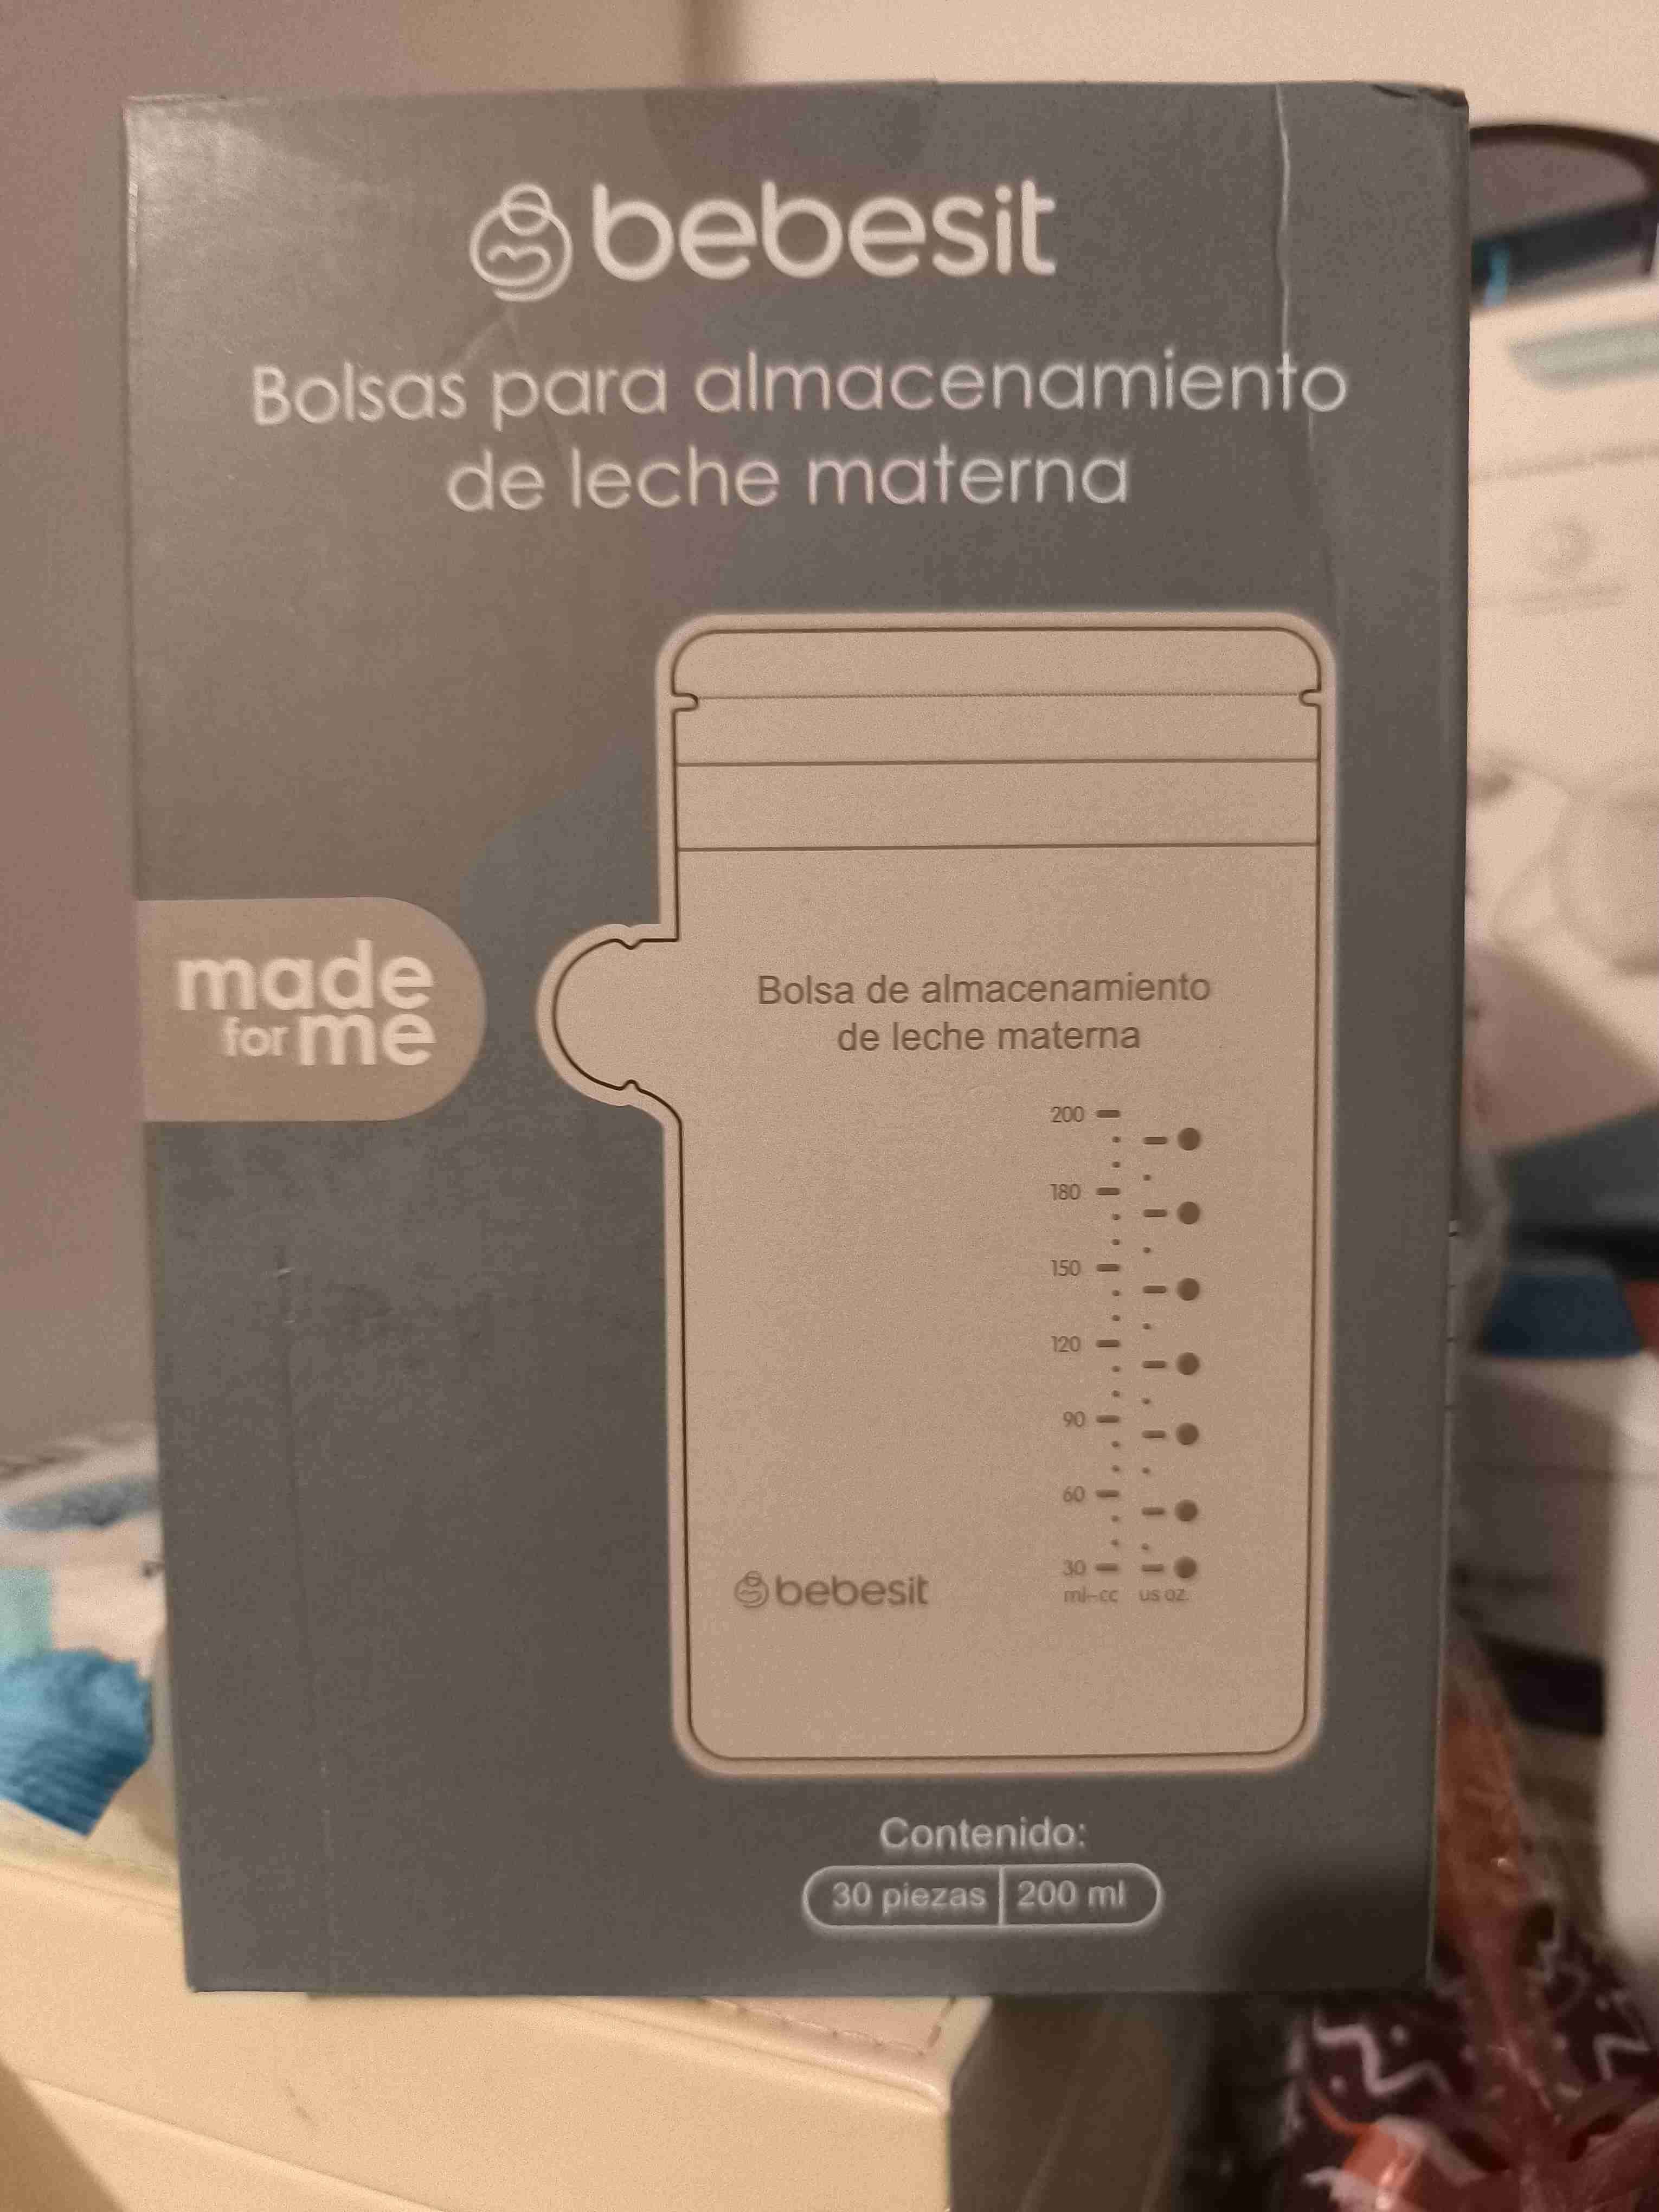 bebesit
Bolsas para almacenamiento
de leche materna
made
for me
Bolsa de almacenamiento
de leche materna
200
180
150
120
90
60
30
ml-cc us oz.
bebesit
Contenido:
30 piezas 200 ml